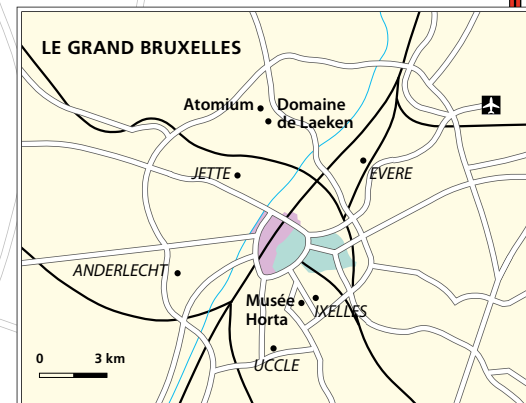 LE GRAND BRUXELLES
Atomium
Domaine
de Laeken
JETTE
EVERE
ANDERLECHT
Musée
Horta
IXELLES
UCCLE
0 3 km